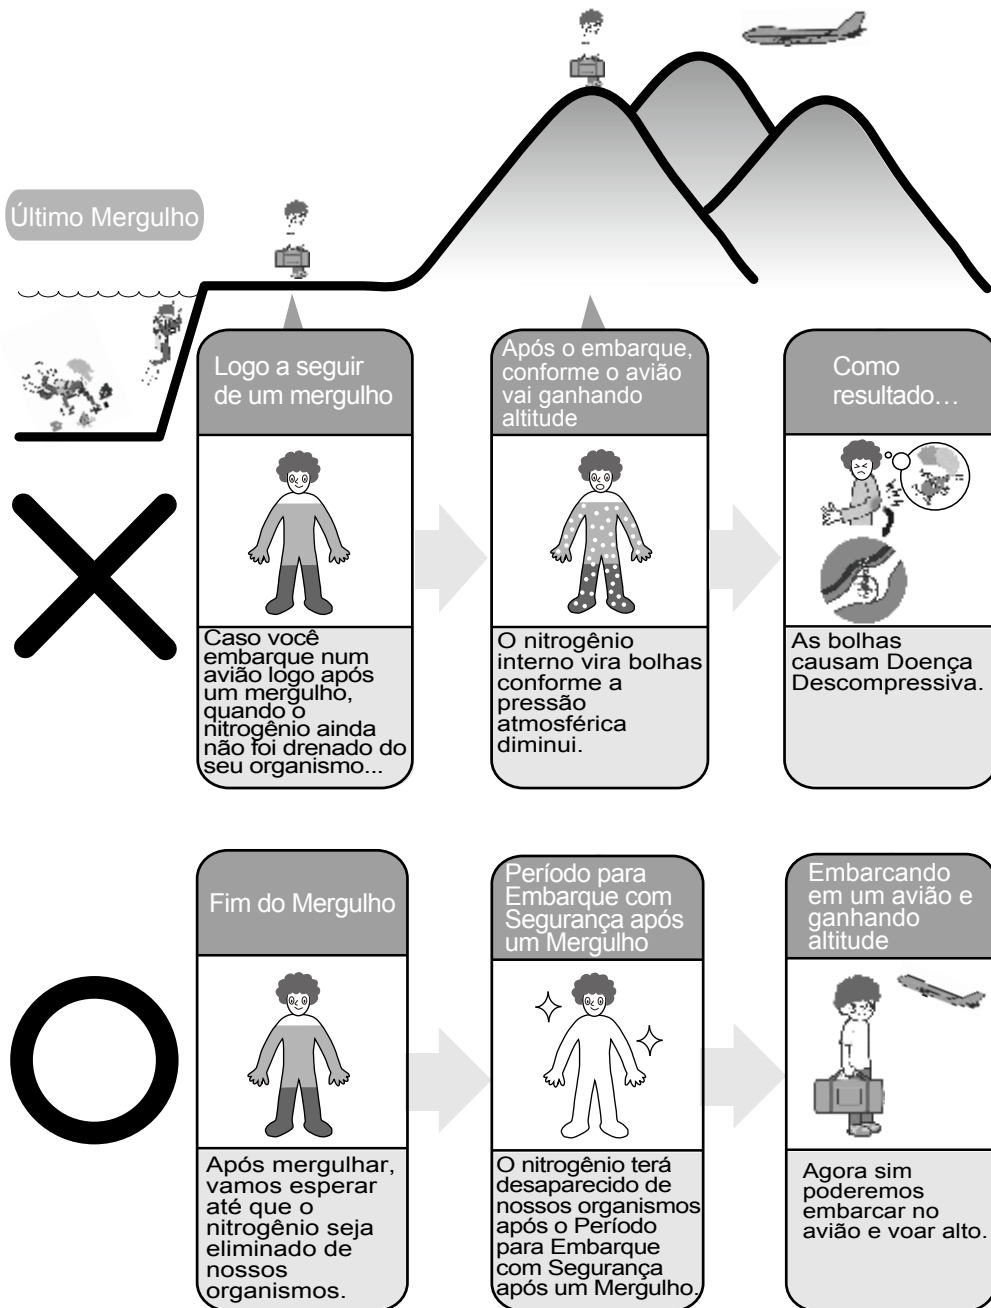 Último Mergulho
Logo a seguir
de um mergulho
Após o embarque,
conforme o avião
vai ganhando
altitude
Como
resultado…
Caso você
embarque num
avião logo após
um mergulho,
quando o
nitrogênio ainda
não foi drenado do
seu organismo...
O nitrogênio
interno vira bolhas
conforme a
pressão
atmosférica
diminui.
As bolhas
causam Doença
Descompressiva.
Fim do Mergulho
Período para
Embarque com
Segurança após
um Mergulho
Embarcando
em um avião e
ganhando
altitude
Após mergulhar,
vamos esperar
até que o
nitrogênio seja
eliminado de
nossos
organismos.
O nitrogênio terá
desaparecido de
nossos organismos
após o Período
para Embarque
com Segurança
após um Mergulho.
Agora sim
poderemos
embarcar no
avião e voar alto.